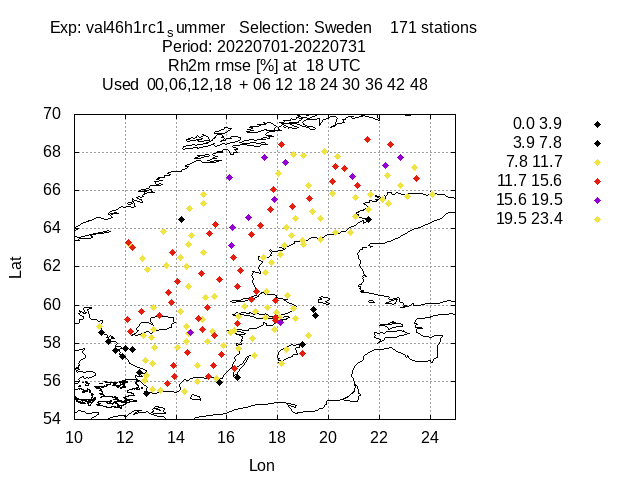 Exp: val46h1rc1summer Selection: Sweden 171 stations
Period: 20220701-20220731
Rh2m rmse [%] at 18 UTC
Used 00,06,12,18 + 06 12 18 24 30 36 42 48
70
68
66
64
62
60
58
56
54
Lat
10 12 14 16 18 20 22 24
Lon
0.0 3.9
3.9 7.8
7.8 11.7
11.7 15.6
15.6 19.5
19.5 23.4